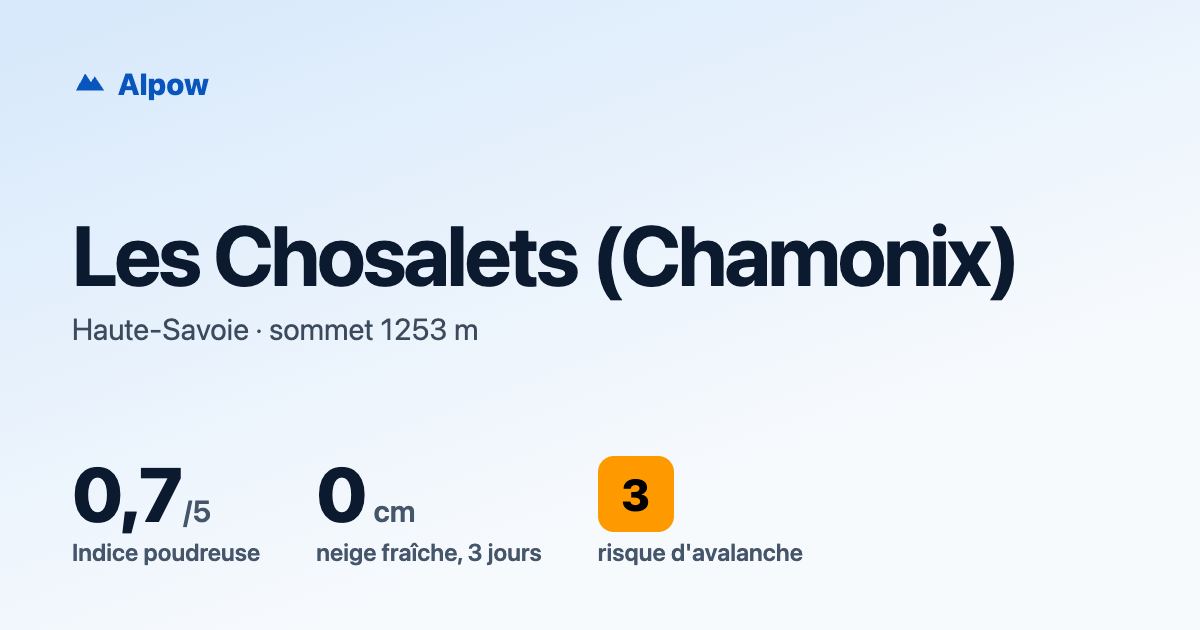 Alpow
Les Chosalets (Chamonix)
Haute-Savoie · sommet 1253 m
0,7/5
Indice poudreuse
0 cm
neige fraîche, 3 jours
3
risque d'avalanche